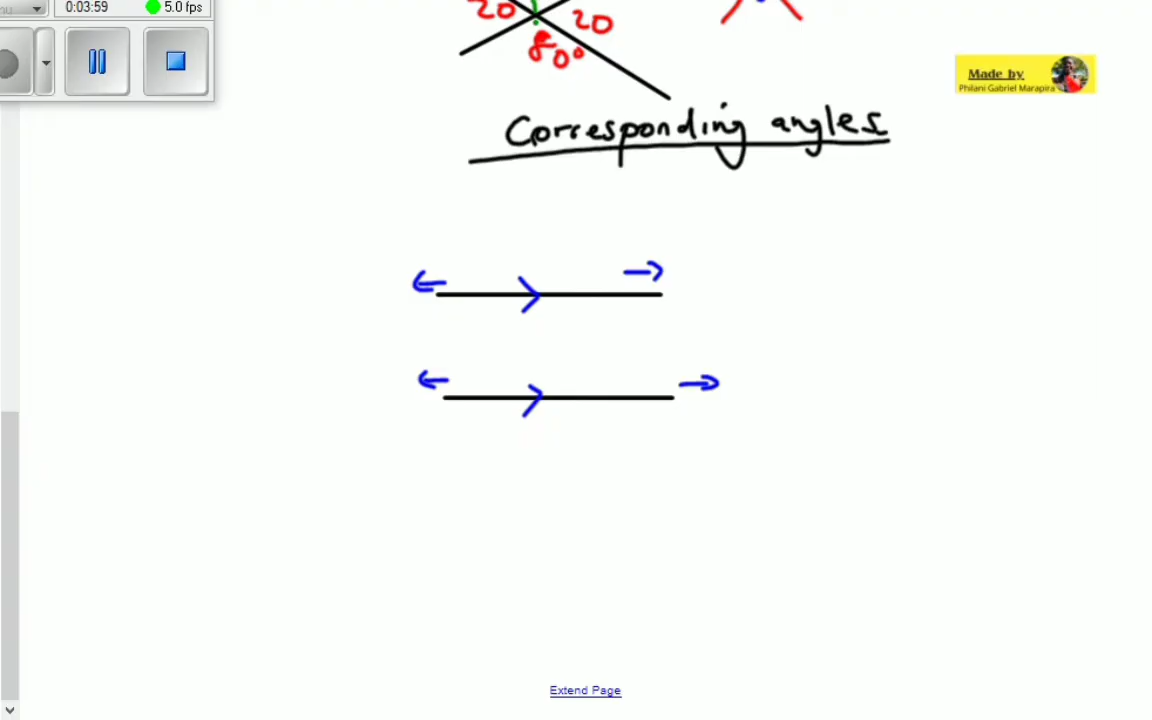 0:03:59
5.0 fps
20
20
80°
Made by
Philani Gabriel Marapira
Corresponding angles
Extend Page